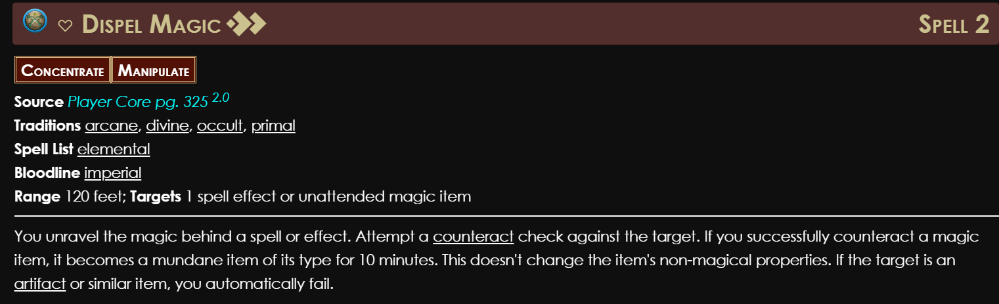 Dispel Magic
Spell 2
Concentrate Manipulate
Source Player Core pg. 325 2.0
Traditions arcane, divine, occult, primal
Spell List elemental
Bloodline imperial
Range 120 feet; Targets 1 spell effect or unattended magic item
You unravel the magic behind a spell or effect. Attempt a counteract check against the target. If you successfully counteract a magic
item, it becomes a mundane item of its type for 10 minutes. This doesn't change the item's non-magical properties. If the target is an
artifact or similar item, you automatically fail.